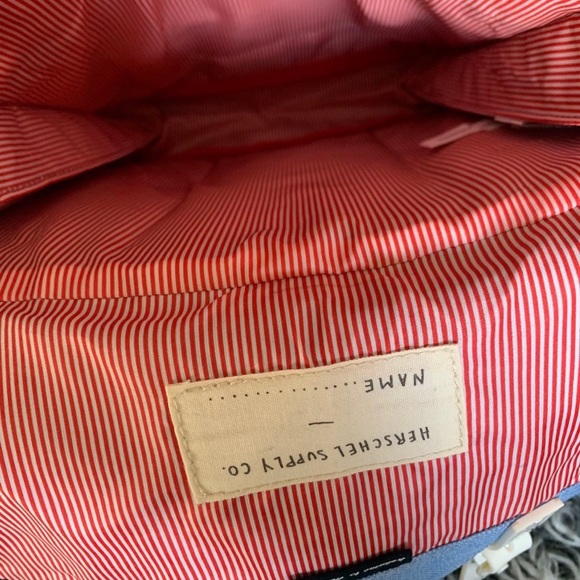 HERSCHEL SUPPLY CO.
—
NAME....................